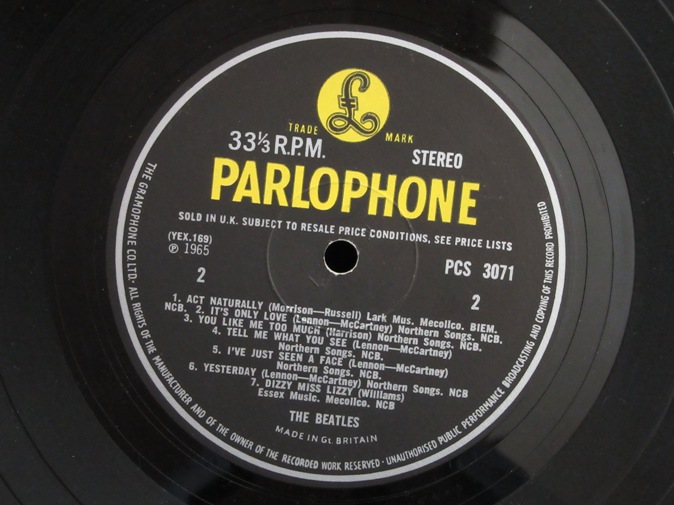 £
TRADE MARK
33⅓ R.P.M. STEREO
PARLOPHONE
SOLD IN U.K. SUBJECT TO RESALE PRICE CONDITIONS, SEE PRICE LISTS
(YEX.169)
℗ 1965
PCS 3071
2 2
1. ACT NATURALLY (Morrison—Russell) Lark Mus. Mecolico. BIEM.
NCB. 2. IT'S ONLY LOVE (Lennon—McCartney) Northern Songs. NCB.
3. YOU LIKE ME TOO MUCH (Harrison) Northern Songs. NCB.
4. TELL ME WHAT YOU SEE (Lennon—McCartney)
Northern Songs. NCB.
5. I'VE JUST SEEN A FACE (Lennon—McCartney)
Northern Songs. NCB.
6. YESTERDAY (Lennon—McCartney) Northern Songs. NCB
7. DIZZY MISS LIZZY (Williams)
Essex Music. Mecolico. NCB
THE BEATLES
MADE IN Gt. BRITAIN
THE GRAMOPHONE CO. LTD. · ALL RIGHTS OF THE MANUFACTURER AND OF THE OWNER OF THE RECORDED WORK RESERVED · UNAUTHORISED PUBLIC PERFORMANCE BROADCASTING AND COPYING OF THIS RECORD PROHIBITED